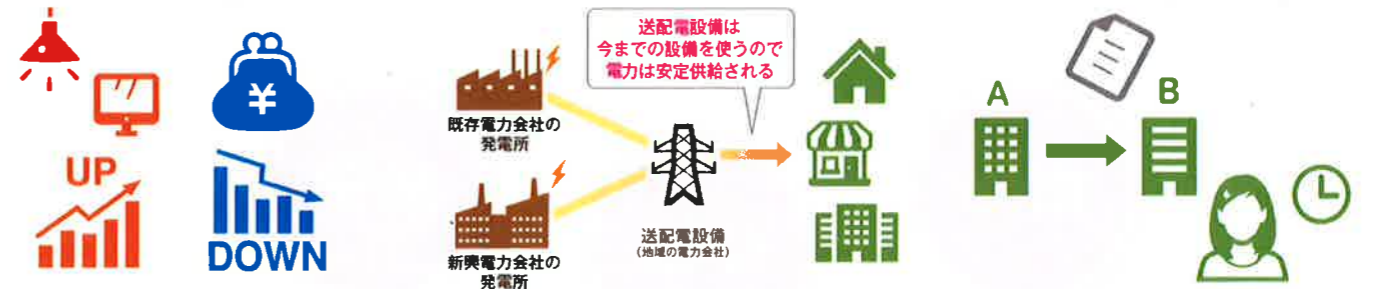 UP
¥
DOWN
送配電設備は
今までの設備を使うので
電力は安定供給される
既存電力会社の
発電所
新興電力会社の
発電所
送配電設備
(地域の電力会社)
A
B